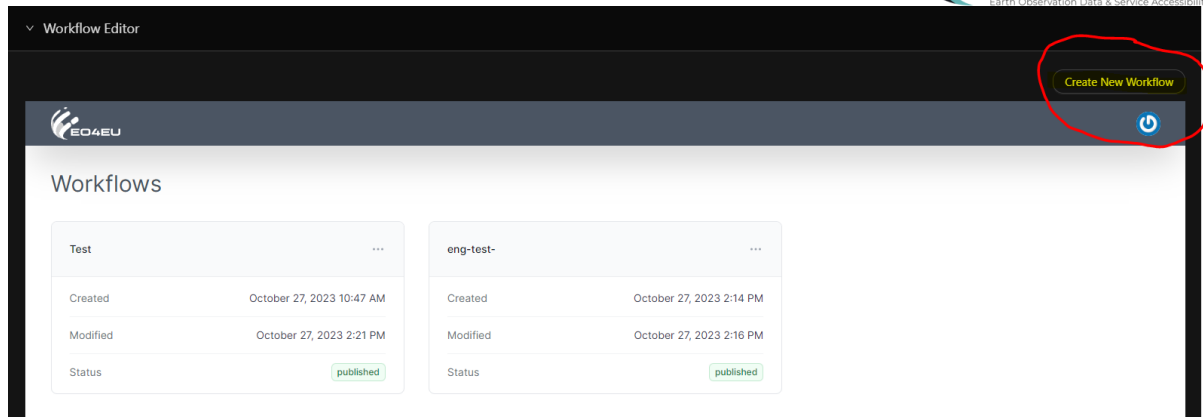 Earth Observation Data & Service Accessibili
Workflow Editor
Create New Workflow
EO4EU
Workflows
Test
eng-test-
Created October 27, 2023 10:47 AM
Created October 27, 2023 2:14 PM
Modified October 27, 2023 2:21 PM
Modified October 27, 2023 2:16 PM
Status published
Status published